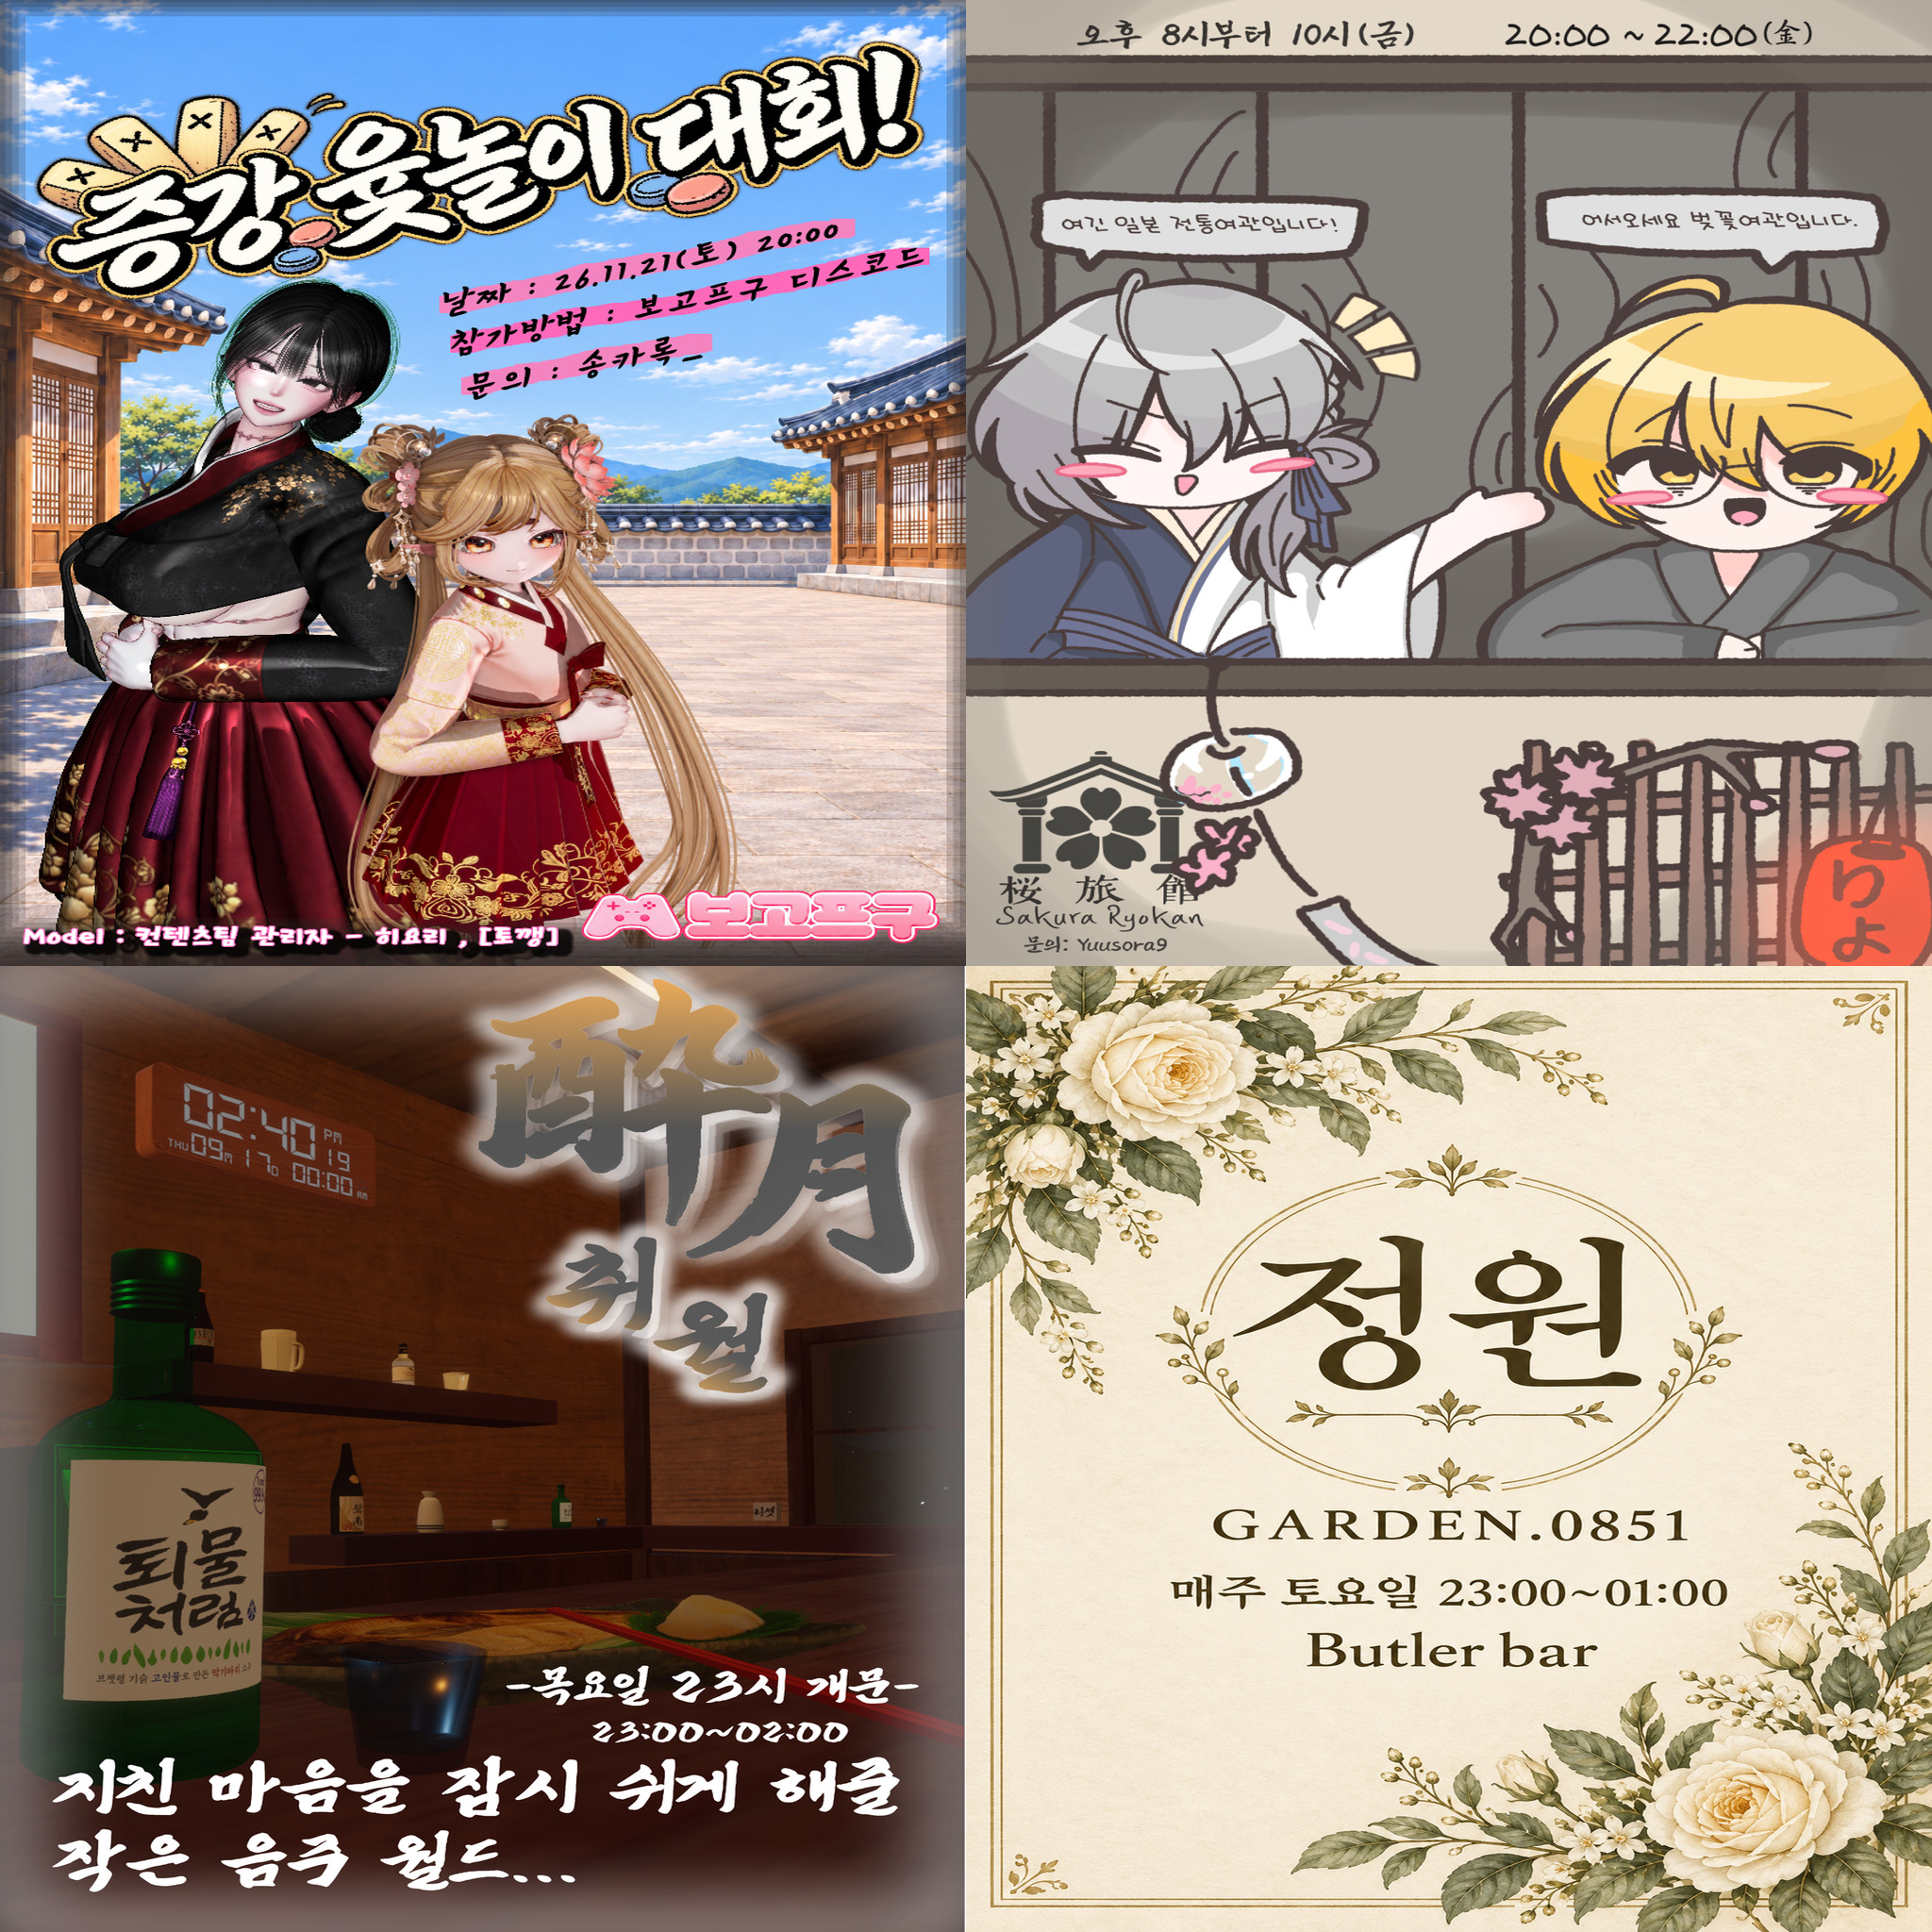 증강 윷놀이 대회!
날짜 : 26.11.21(토) 20:00
참가방법 : 보고프구 디스코드
문의 : 송카록_
Model : 컨텐츠팀 관리자 - 히요리 , [토깽]
보고프구
오후 8시부터 10시(금) 20:00 ~ 22:00(金)
여긴 일본 전통여관입니다!
어서오세요 벚꽃여관입니다.
桜旅館
Sakura Ryokan
문의: Yuusora9
りよ
酔月
취월
02:40 PM 19
THU 09M 17D 00:00 AM
퇴물
처럼
-목요일 23시 개문-
23:00~02:00
지친 마음을 잠시 쉬게 해줄
작은 음주 월드...
정원
GARDEN.0851
매주 토요일 23:00~01:00
Butler bar